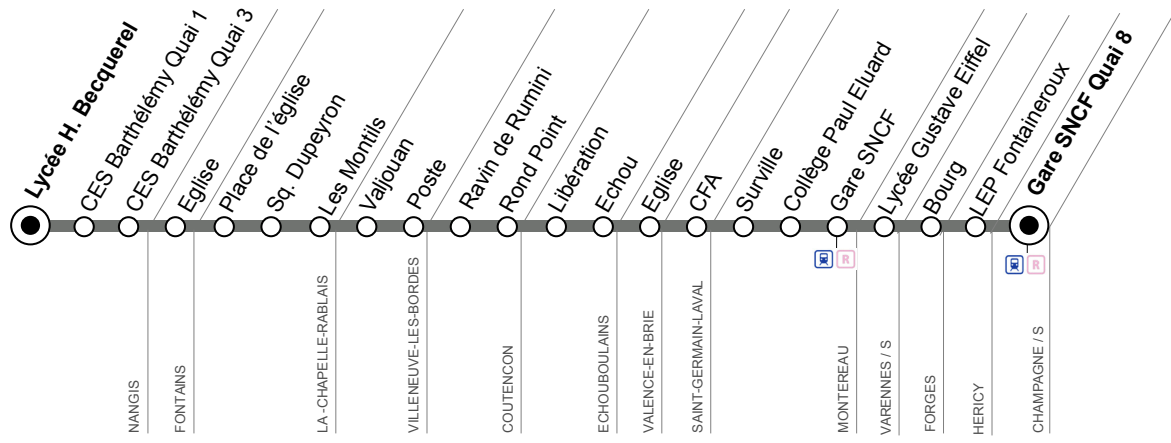 Lycée H. Becquerel
CES Barthélémy Quai 1
CES Barthélémy Quai 3
Eglise
Place de l'église
Sq. Dupeyron
Les Montils
Valjouan
Poste
Ravin de Rumini
Rond Point
Libération
Echou
Eglise
CFA
Surville
Collège Paul Eluard
Gare SNCF
Lycée Gustave Eiffel
Bourg
LEP Fontaineroux
Gare SNCF Quai 8
R
R
NANGIS
FONTAINS
LA -CHAPELLE-RABLAIS
VILLENEUVE-LES-BORDES
COUTENCON
ECHOUBOULAINS
VALENCE-EN-BRIE
SAINT-GERMAIN-LAVAL
MONTEREAU
VARENNES / S
FORGES
HERICY
CHAMPAGNE / S